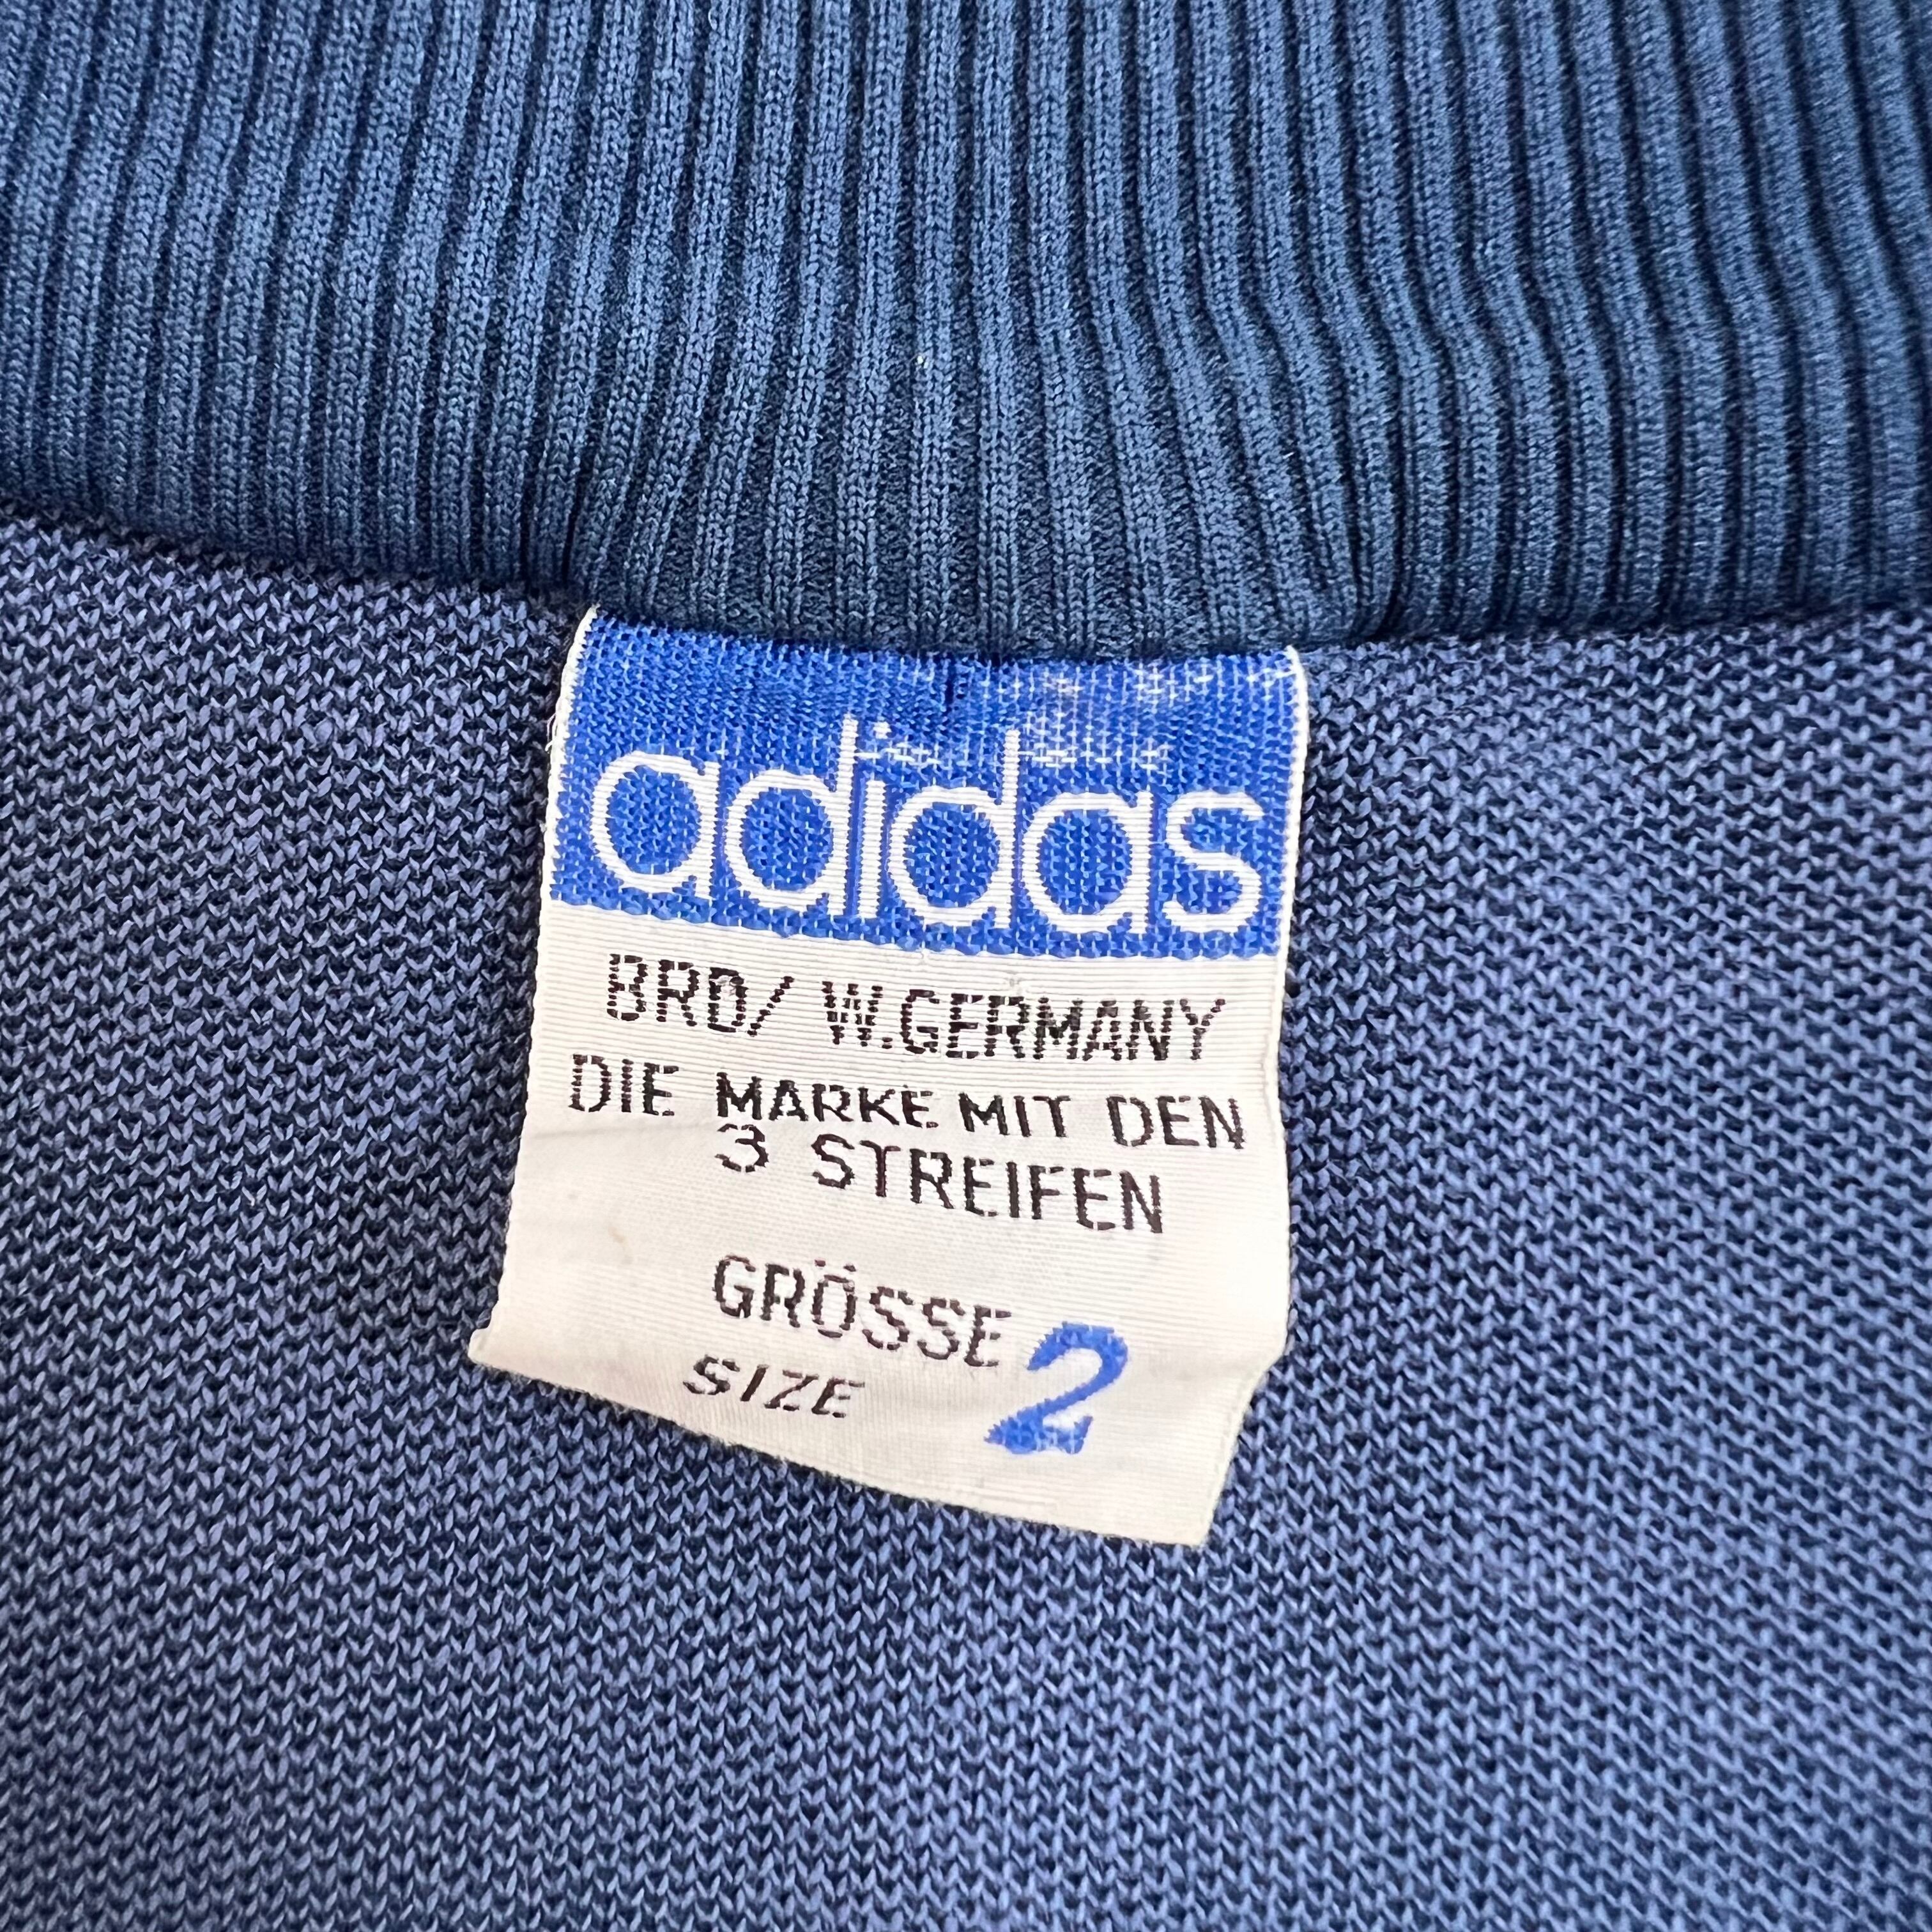 adidas
BRD/ W.GERMANY
DIE MARKE MIT DEN
3 STREIFEN
GRÖSSE 2
SIZE